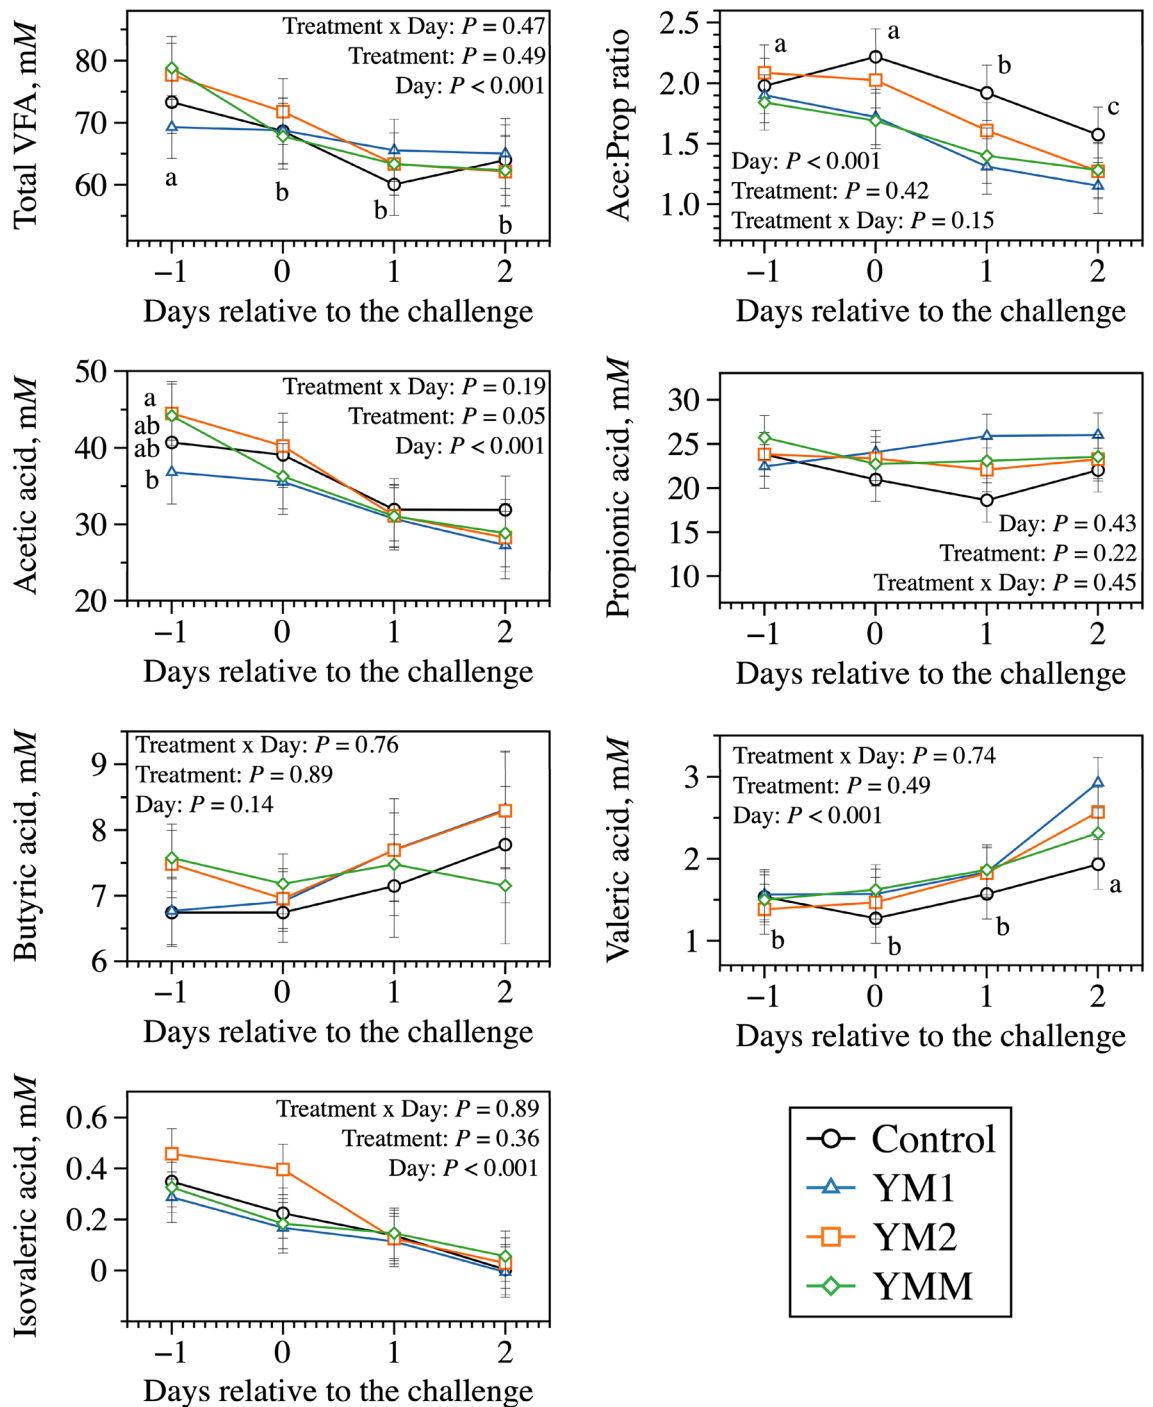 Total VFA, mM
Treatment x Day: P = 0.47
Treatment: P = 0.49
Day: P < 0.001
80
70
60
a
b
b
b
−1 0 1 2
Days relative to the challenge
Ace:Prop ratio
2.5
2.0
1.5
1.0
a
a
b
c
Day: P < 0.001
Treatment: P = 0.42
Treatment x Day: P = 0.15
−1 0 1 2
Days relative to the challenge
Acetic acid, mM
50
40
30
20
Treatment x Day: P = 0.19
Treatment: P = 0.05
Day: P < 0.001
a
ab
ab
b
−1 0 1 2
Days relative to the challenge
Propionic acid, mM
30
25
20
15
10
Day: P = 0.43
Treatment: P = 0.22
Treatment x Day: P = 0.45
−1 0 1 2
Days relative to the challenge
Butyric acid, mM
9
8
7
6
Treatment x Day: P = 0.76
Treatment: P = 0.89
Day: P = 0.14
−1 0 1 2
Days relative to the challenge
Valeric acid, mM
3
2
1
Treatment x Day: P = 0.74
Treatment: P = 0.49
Day: P < 0.001
b
b
b
a
−1 0 1 2
Days relative to the challenge
Isovaleric acid, mM
0.6
0.4
0.2
0
Treatment x Day: P = 0.89
Treatment: P = 0.36
Day: P < 0.001
−1 0 1 2
Days relative to the challenge
Control
YM1
YM2
YMM